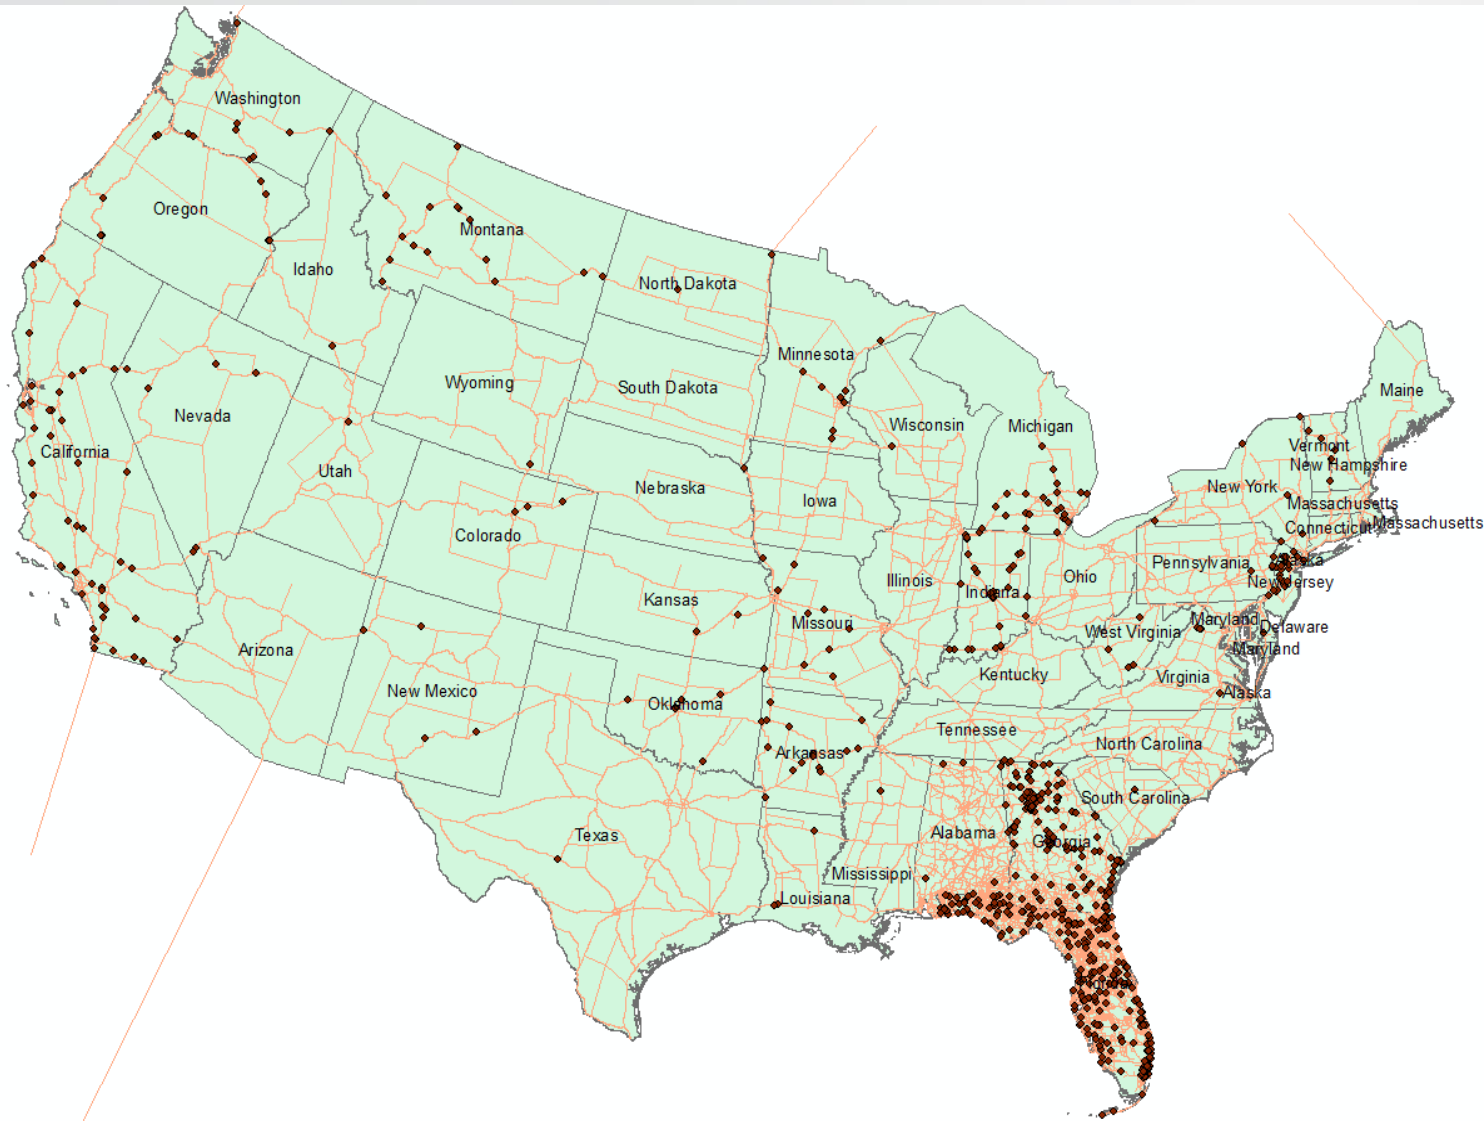 Washington
Oregon
Montana
Idaho
North Dakota
Minnesota
Wyoming
South Dakota
Maine
Nevada
Wisconsin
Michigan
California
Vermont
New Hampshire
Utah
Nebraska
Iowa
New York
Massachusetts
Massachusetts
Connecticut
Colorado
Pennsylvania
Illinois
Indiana
Ohio
New Jersey
Kansas
Missouri
Maryland
Delaware
West Virginia
Maryland
Arizona
New Mexico
Kentucky
Virginia
Alaska
Oklahoma
Tennessee
North Carolina
Arkansas
South Carolina
Texas
Alabama
Georgia
Mississippi
Louisiana
Florida